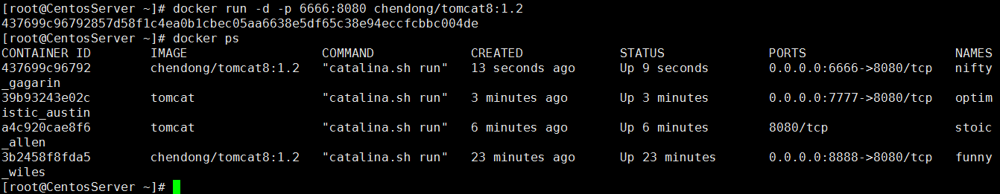 [root@CentosServer ~]# docker run -d -p 6666:8080 chendong/tomcat8:1.2
437699c96792857d58f1c4ea0b1cbec05aa6638e5df65c38e94eccfcbbc004de
[root@CentosServer ~]# docker ps
CONTAINER ID        IMAGE                  COMMAND             CREATED             STATUS              PORTS                    NAMES
437699c96792        chendong/tomcat8:1.2   "catalina.sh run"   13 seconds ago      Up 9 seconds        0.0.0.0:6666->8080/tcp   nifty
_gagarin
39b93243e02c        tomcat                 "catalina.sh run"   3 minutes ago       Up 3 minutes        0.0.0.0:7777->8080/tcp   optim
istic_austin
a4c920cae8f6        tomcat                 "catalina.sh run"   6 minutes ago       Up 6 minutes        8080/tcp                 stoic
_allen
3b2458f8fda5        chendong/tomcat8:1.2   "catalina.sh run"   23 minutes ago      Up 23 minutes       0.0.0.0:8888->8080/tcp   funny
_wiles
[root@CentosServer ~]#